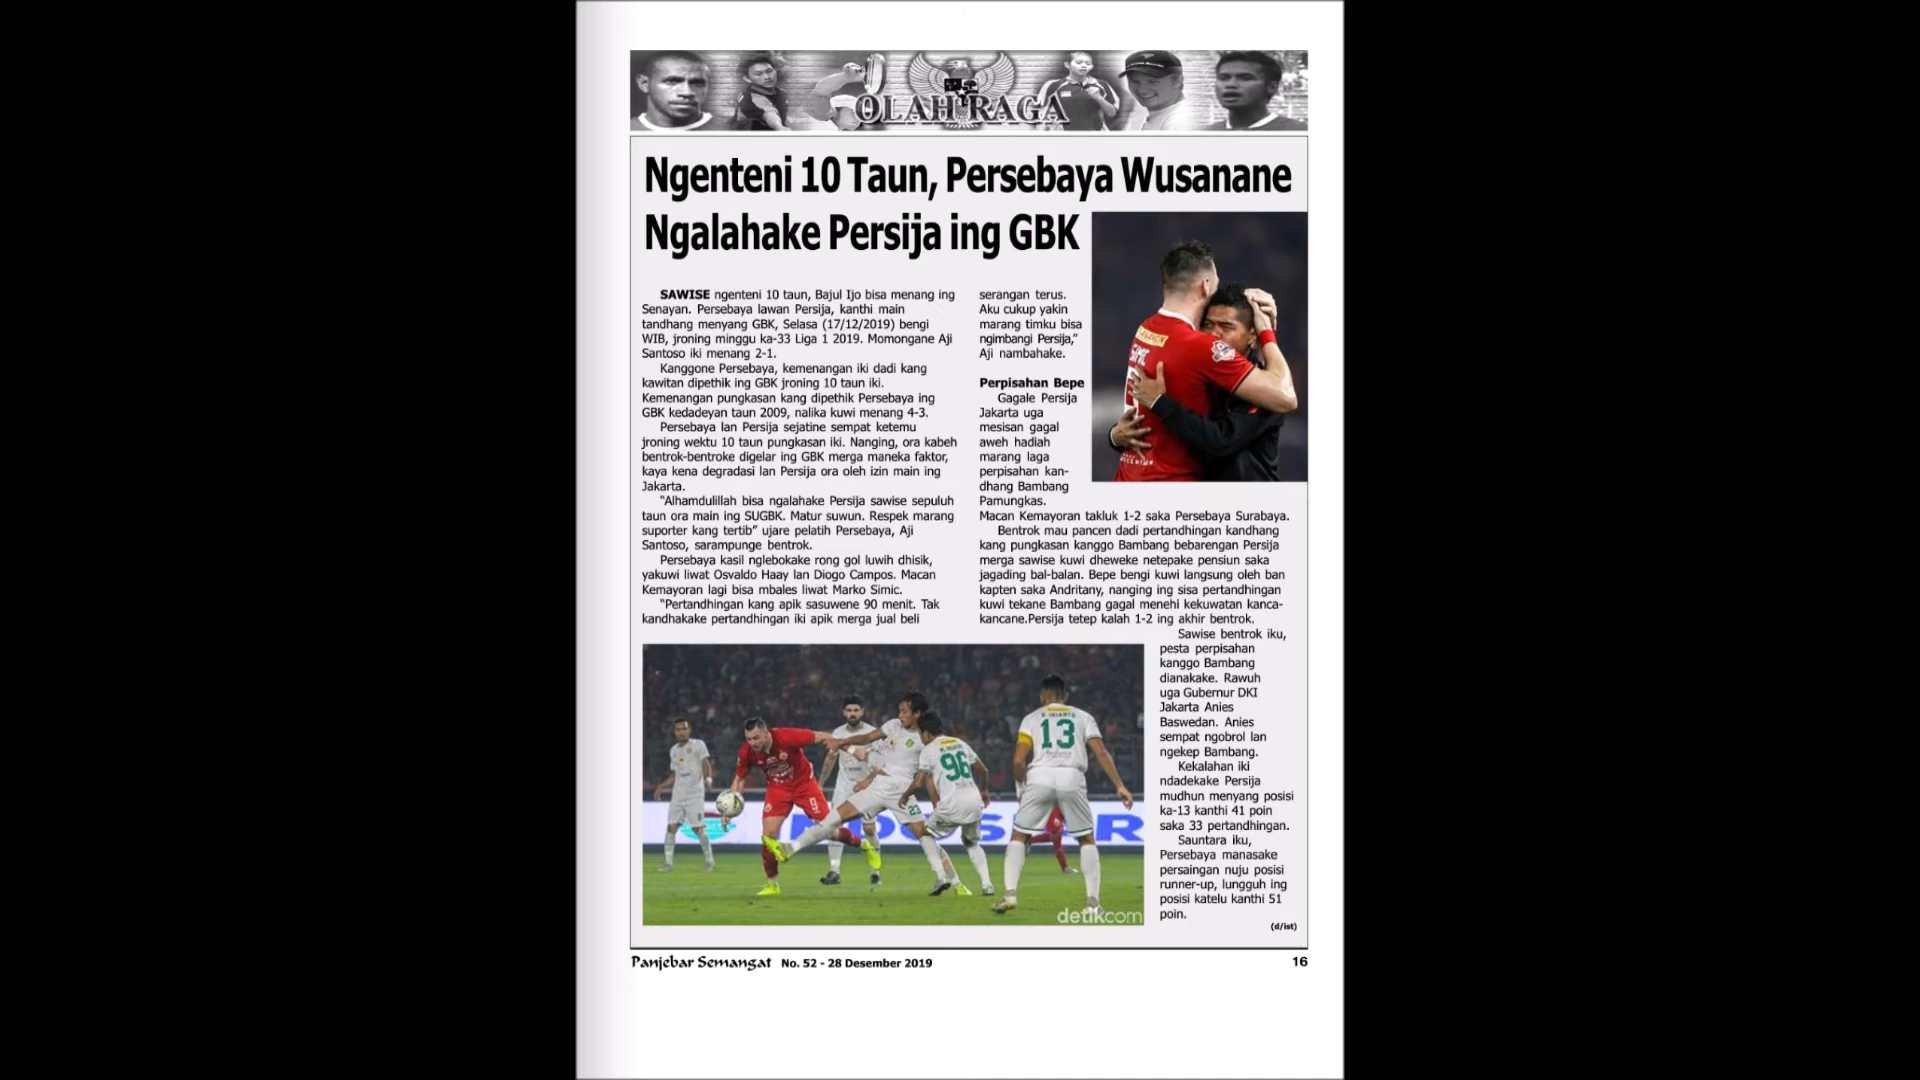 OLAH RAGA
Ngenteni 10 Taun, Persebaya Wusanane
Ngalahake Persija ing GBK
SAWISE ngenteni 10 taun, Bajul Ijo bisa menang ing
Senayan. Persebaya lawan Persija, kanthi main
tandhang menyang GBK, Selasa (17/12/2019) bengi
WIB, jroning minggu ka-33 Liga 1 2019. Momongane Aji
Santoso iki menang 2-1.
Kanggone Persebaya, kemenangan iki dadi kang
kawitan dipethik ing GBK jroning 10 taun iki.
Kemenangan pungkasan kang dipethik Persebaya ing
GBK kedadeyan taun 2009, nalika kuwi menang 4-3.
Persebaya lan Persija sejatine sempat ketemu
jroning wektu 10 taun pungkasan iki. Nanging, ora kabeh
bentrok-bentroke digelar ing GBK merga maneka faktor,
kaya kena degradasi lan Persija ora oleh izin main ing
Jakarta.
"Alhamdulillah bisa ngalahake Persija sawise sepuluh
taun ora main ing SUGBK. Matur suwun. Respek marang
suporter kang tertib" ujare pelatih Persebaya, Aji
Santoso, sarampunge bentrok.
Persebaya kasil nglebokake rong gol luwih dhisik,
yakuwi liwat Osvaldo Haay lan Diogo Campos. Macan
Kemayoran lagi bisa mbales liwat Marko Simic.
"Pertandhingan kang apik sasuwene 90 menit. Tak
kandhakake pertandhingan iki apik merga jual beli
serangan terus.
Aku cukup yakin
marang timku bisa
ngimbangi Persija,"
Aji nambahake.
Perpisahan Bepe
Gagale Persija
Jakarta uga
mesisan gagal
aweh hadiah
marang laga
perpisahan kan-
dhang Bambang
Pamungkas.
Macan Kemayoran takluk 1-2 saka Persebaya Surabaya.
Bentrok mau pancen dadi pertandhingan kandhang
kang pungkasan kanggo Bambang bebarengan Persija
merga sawise kuwi dheweke netepake pensiun saka
jagading bal-balan. Bepe bengi kuwi langsung oleh ban
kapten saka Andritany, nanging ing sisa pertandhingan
kuwi tekane Bambang gagal menehi kekuwatan kanca-
kancane.Persija tetep kalah 1-2 ing akhir bentrok.
Sawise bentrok iku,
pesta perpisahan
kanggo Bambang
dianakake. Rawuh
uga Gubernur DKI
Jakarta Anies
Baswedan. Anies
sempat ngobrol lan
ngekep Bambang.
Kekalahan iki
ndadekake Persija
mudhun menyang posisi
ka-13 kanthi 41 poin
saka 33 pertandhingan.
Sauntara iku,
Persebaya manasake
persaingan nuju posisi
runner-up, lungguh ing
posisi katelu kanthi 51
poin.
(d/ist)
SIMIC
R. IRIANTO
13
96
23
9
detikcom
Panjebar Semangat No. 52 - 28 Desember 2019
16